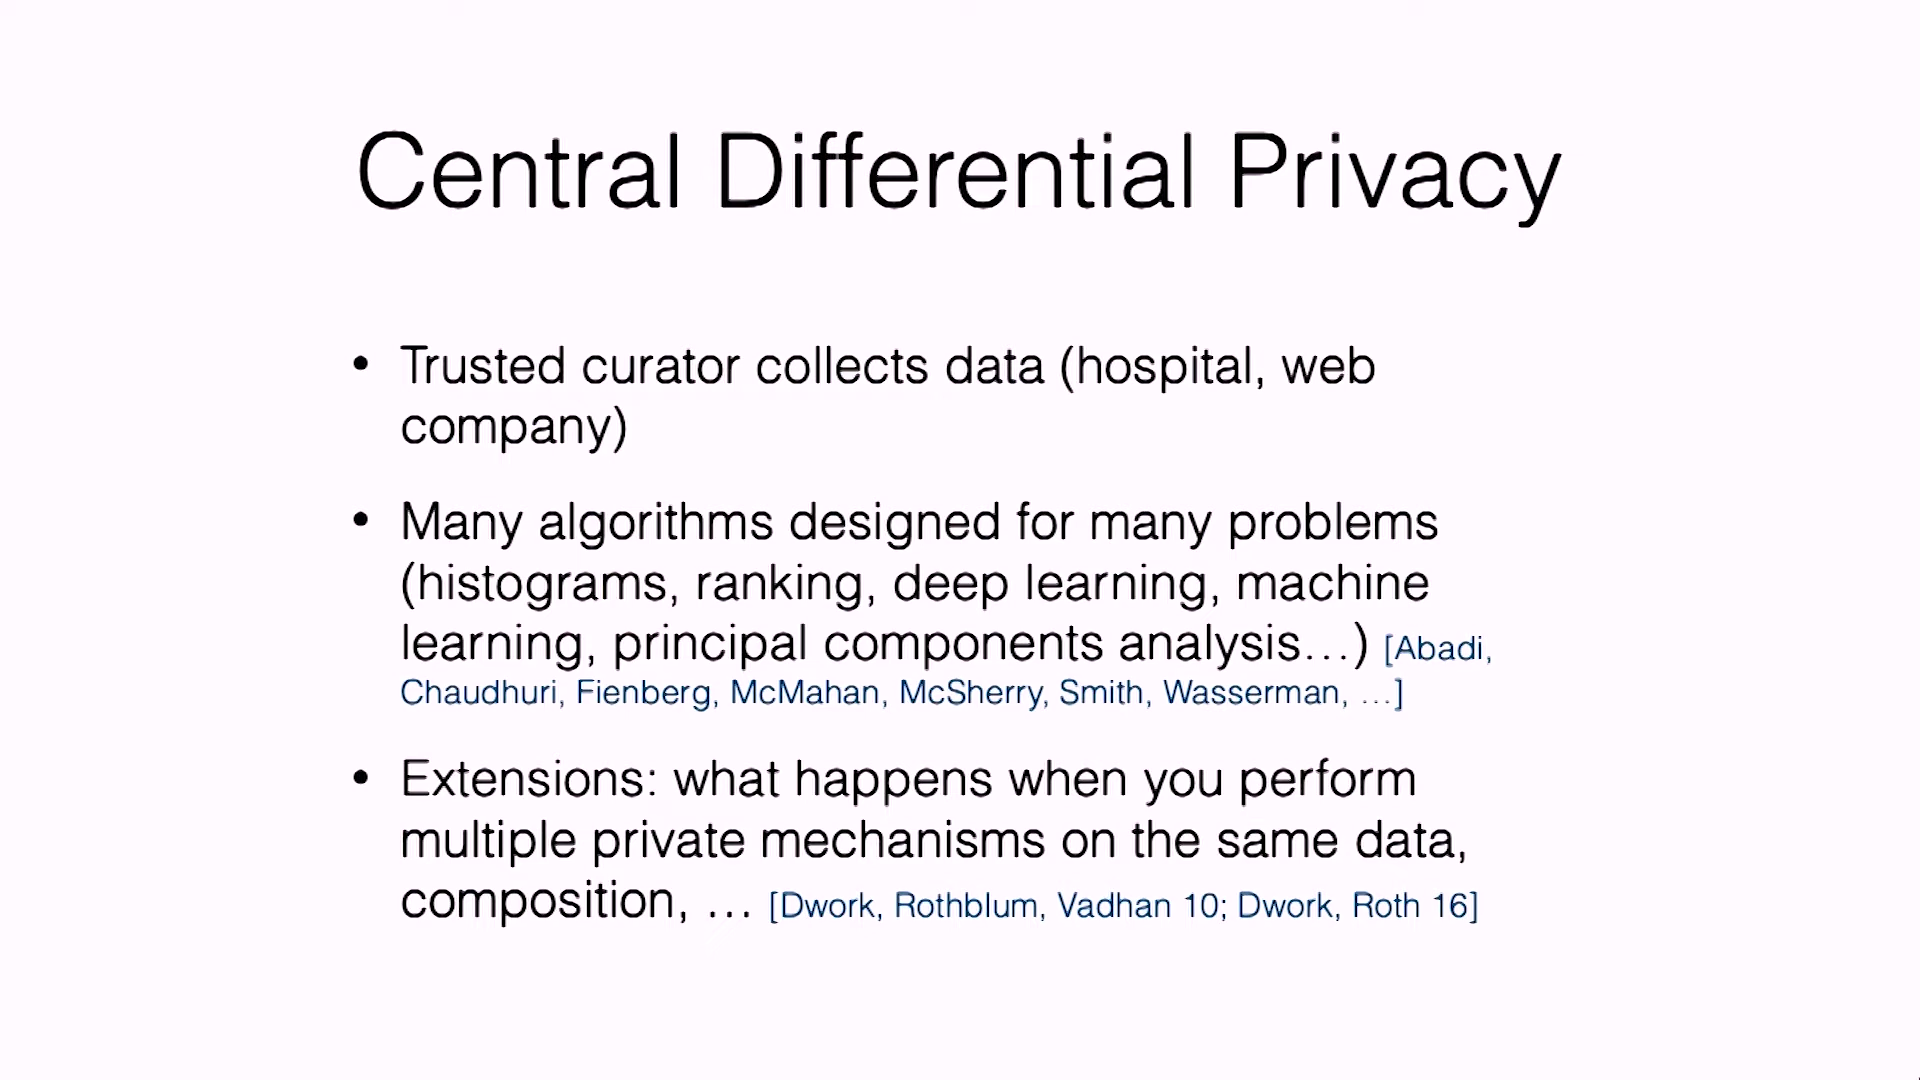 Central Differential Privacy
• Trusted curator collects data (hospital, web
company)
• Many algorithms designed for many problems
(histograms, ranking, deep learning, machine
learning, principal components analysis…) [Abadi,
Chaudhuri, Fienberg, McMahan, McSherry, Smith, Wasserman, …]
• Extensions: what happens when you perform
multiple private mechanisms on the same data,
composition, … [Dwork, Rothblum, Vadhan 10; Dwork, Roth 16]